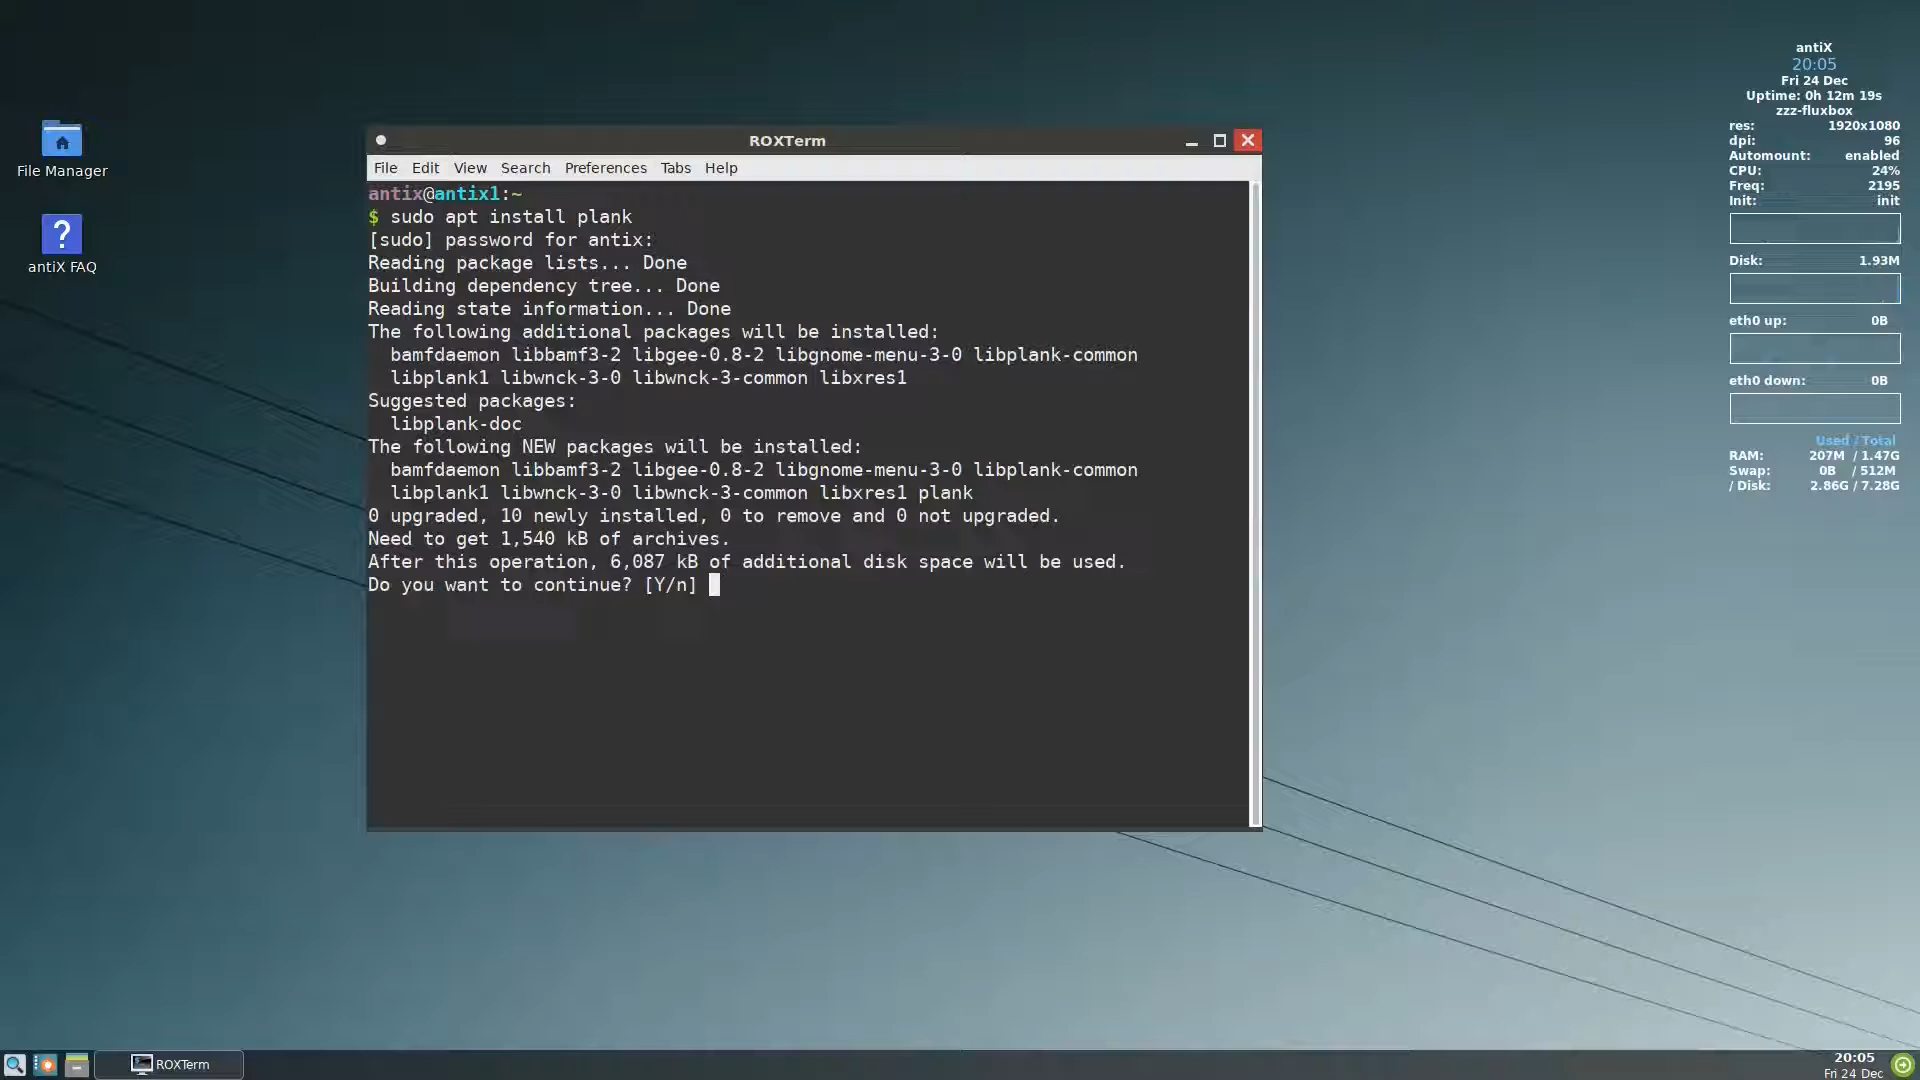 File Manager
?
antiX FAQ
ROXTerm
File Edit View Search Preferences Tabs Help
antix@antix1:~
$ sudo apt install plank
[sudo] password for antix:
Reading package lists... Done
Building dependency tree... Done
Reading state information... Done
The following additional packages will be installed:
bamfdaemon libbamf3-2 libgee-0.8-2 libgnome-menu-3-0 libplank-common
libplank1 libwnck-3-0 libwnck-3-common libxres1
Suggested packages:
libplank-doc
The following NEW packages will be installed:
bamfdaemon libbamf3-2 libgee-0.8-2 libgnome-menu-3-0 libplank-common
libplank1 libwnck-3-0 libwnck-3-common libxres1 plank
0 upgraded, 10 newly installed, 0 to remove and 0 not upgraded.
Need to get 1,540 kB of archives.
After this operation, 6,087 kB of additional disk space will be used.
Do you want to continue? [Y/n]
antiX
20:05
Fri 24 Dec
Uptime: 0h 12m 19s
zzz-fluxbox
res: 1920x1080
dpi: 96
Automount: enabled
CPU: 24%
Freq: 2195
Init: init
Disk: 1.93M
eth0 up: 0B
eth0 down: 0B
Used / Total
RAM: 207M / 1.47G
Swap: 0B / 512M
/ Disk: 2.86G / 7.28G
ROXTerm
20:05
Fri 24 Dec